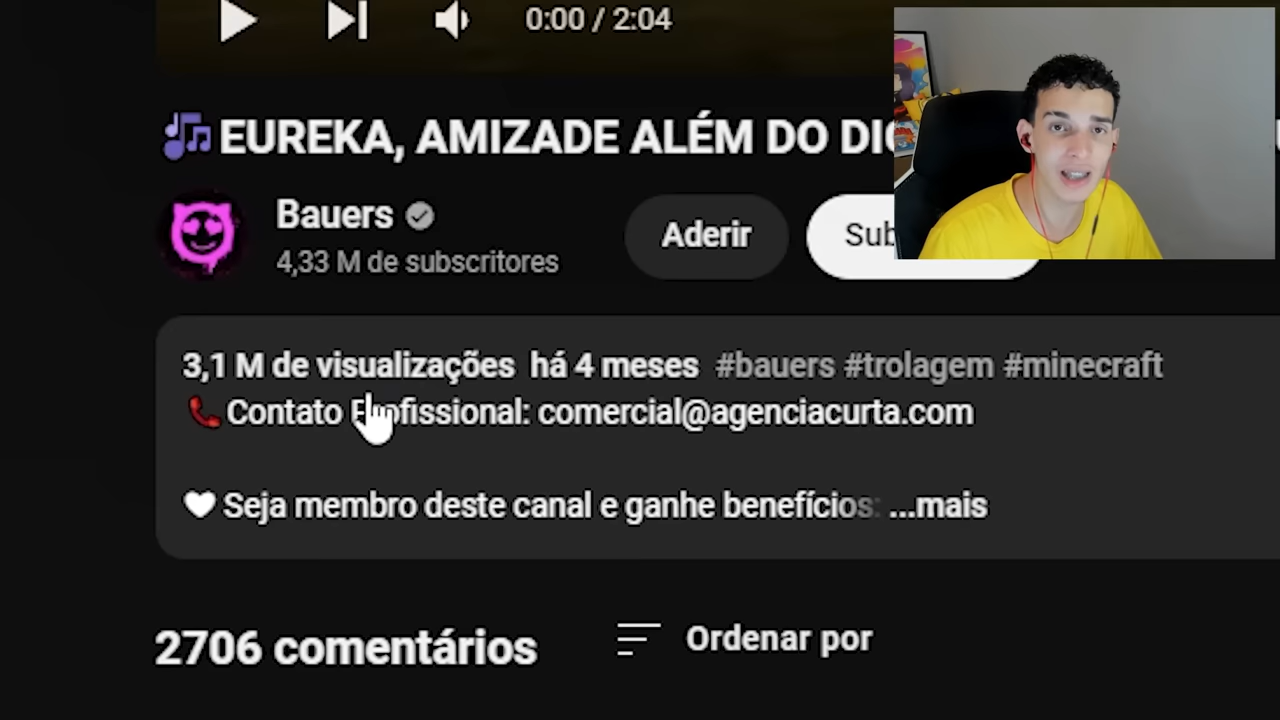 0:00 / 2:04
EUREKA, AMIZADE ALÉM DO
Bauers
4,33 M de subscritores
Aderir
3,1 M de visualizações há 4 meses #bauers #trolagem #minecraft
Contato Profissional: comercial@agenciacurta.com
Seja membro deste canal e ganhe benefícios: ...mais
2706 comentários
Ordenar por